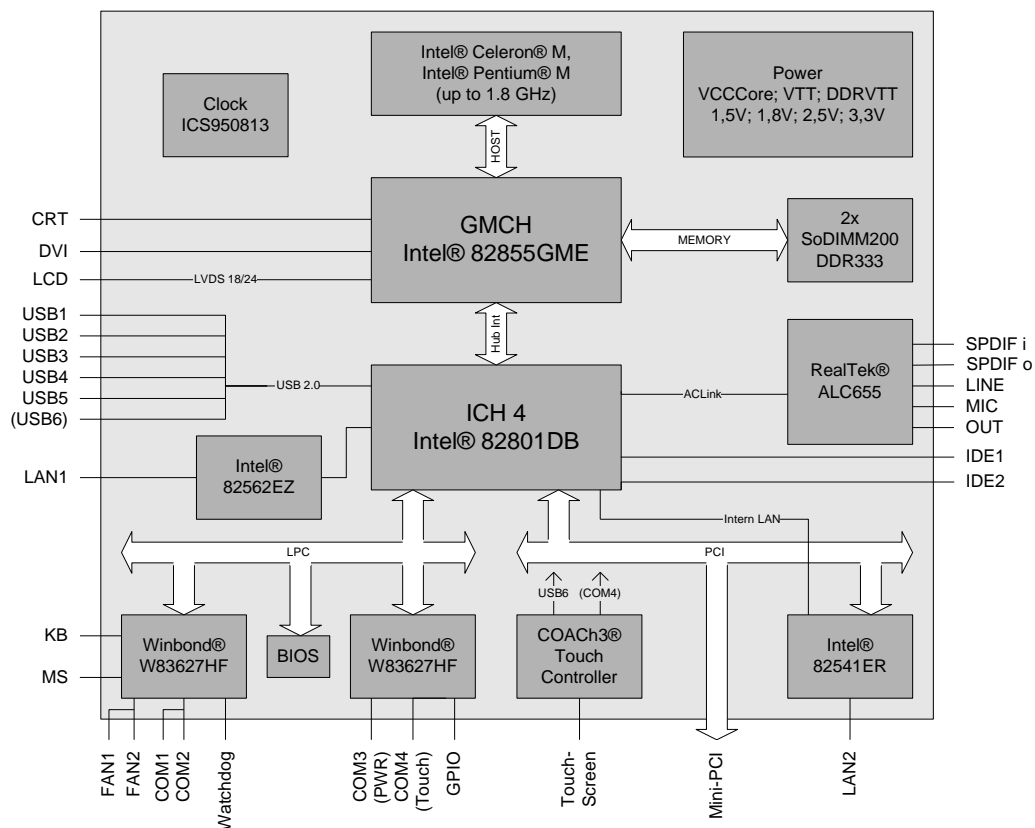 Intel® Celeron® M,
Intel® Pentium® M
(up to 1.8 GHz)
Power
VCCCore; VTT; DDRVTT
1,5V; 1,8V; 2,5V; 3,3V
Clock
ICS950813
HOST
CRT
DVI
LCD
LVDS 18/24
GMCH
Intel® 82855GME
MEMORY
2x
SoDIMM200
DDR333
Hub Int
USB1
USB2
USB3
USB4
USB5
(USB6)
USB 2.0
ICH 4
Intel® 82801DB
ACLink
RealTek®
ALC655
SPDIF i
SPDIF o
LINE
MIC
OUT
IDE1
IDE2
LAN1
Intel®
82562EZ
Intern LAN
LPC
PCI
USB6
(COM4)
KB
MS
Winbond®
W83627HF
BIOS
Winbond®
W83627HF
COACh3®
Touch
Controller
Intel®
82541ER
FAN1
FAN2
COM1
COM2
Watchdog
COM3
(PWR)
COM4
(Touch)
GPIO
Touch-
Screen
Mini-PCI
LAN2